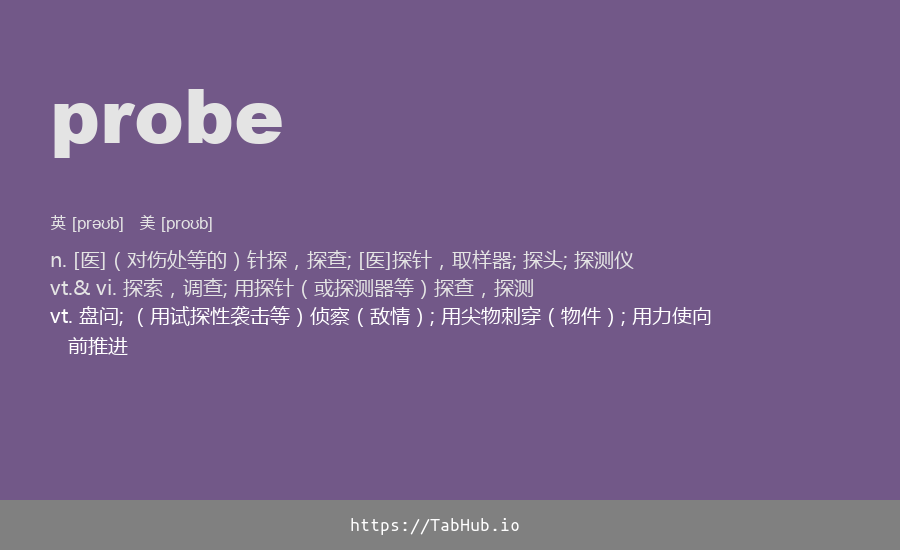 probe
英 [prəʊb] 美 [proʊb]
n. [医]（对伤处等的）针探，探查; [医]探针，取样器; 探头; 探测仪
vt.& vi. 探索，调查; 用探针（或探测器等）探查，探测
vt. 盘问; （用试探性袭击等）侦察（敌情）; 用尖物刺穿（物件）; 用力使向
前推进
https://TabHub.io